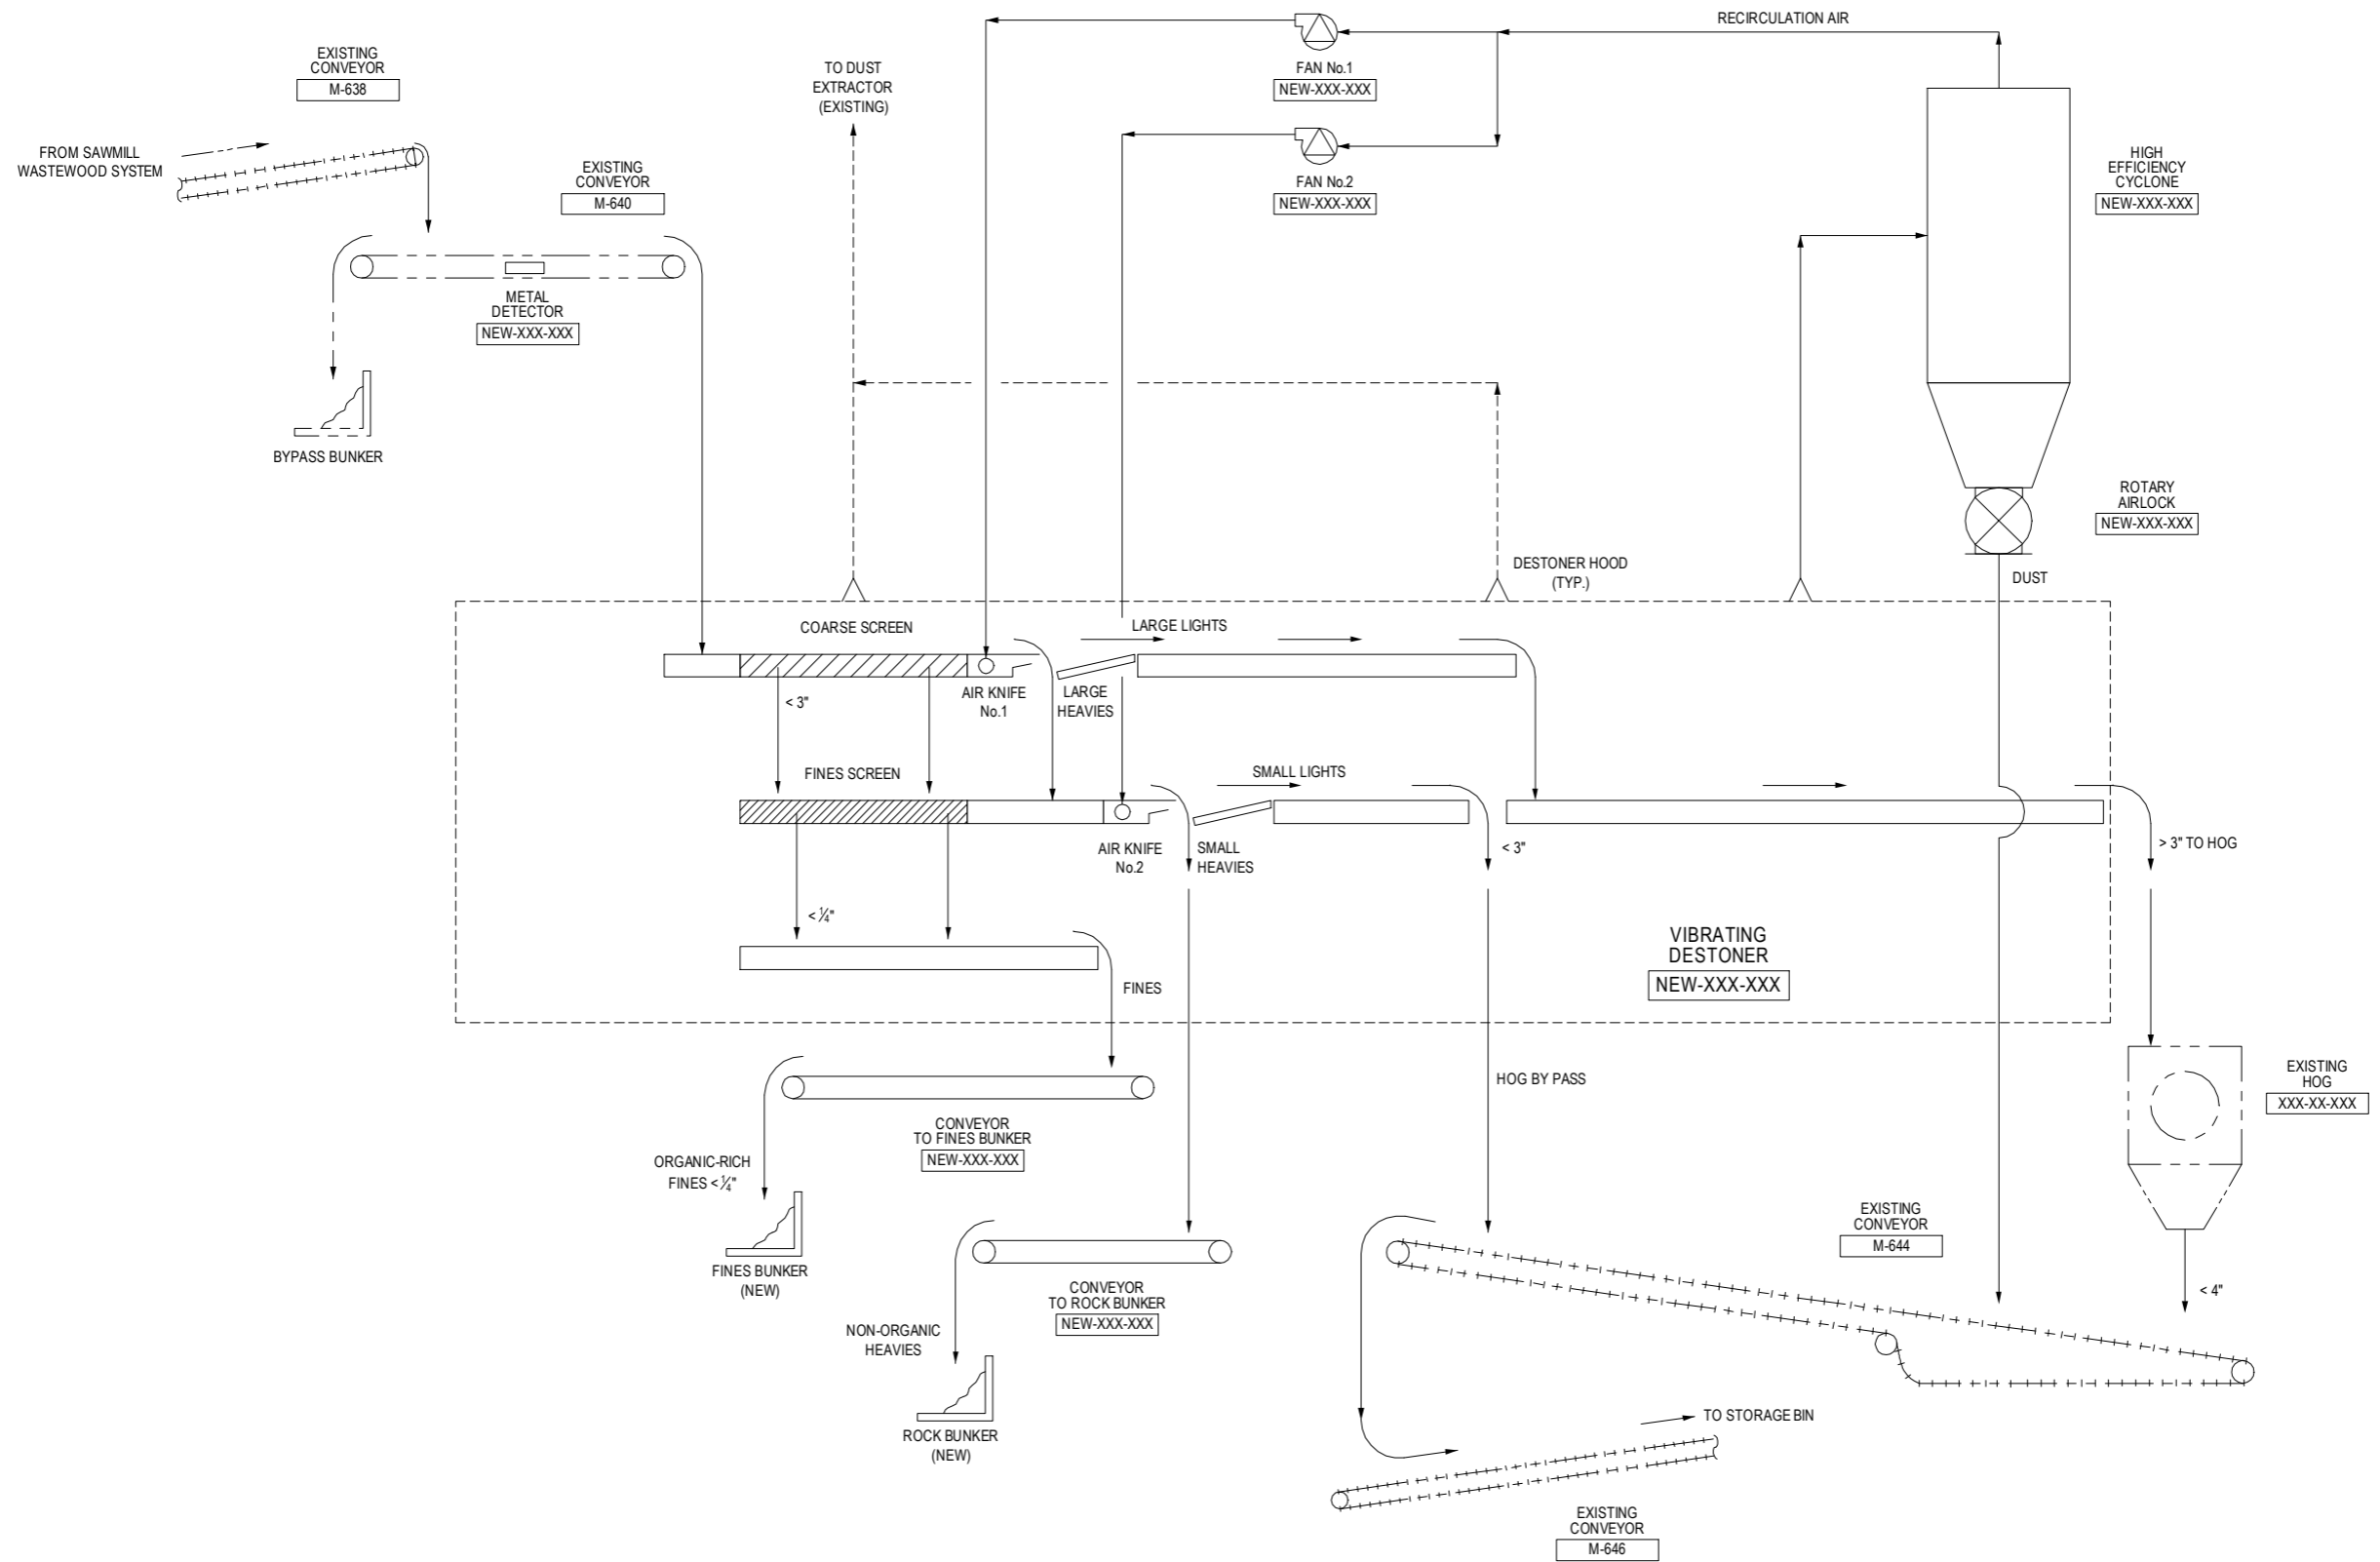 RECIRCULATION AIR
EXISTING
CONVEYOR
M-638
TO DUST
EXTRACTOR
(EXISTING)
FAN No.1
NEW-XXX-XXX
FROM SAWMILL
WASTEWOOD SYSTEM
EXISTING
CONVEYOR
M-640
FAN No.2
NEW-XXX-XXX
HIGH
EFFICIENCY
CYCLONE
NEW-XXX-XXX
METAL
DETECTOR
NEW-XXX-XXX
BYPASS BUNKER
ROTARY
AIRLOCK
NEW-XXX-XXX
DESTONER HOOD
(TYP.)
DUST
COARSE SCREEN
LARGE LIGHTS
< 3"
AIR KNIFE
No.1
LARGE
HEAVIES
FINES SCREEN
SMALL LIGHTS
AIR KNIFE
No.2
SMALL
HEAVIES
< 3"
> 3" TO HOG
< ¼"
VIBRATING
DESTONER
NEW-XXX-XXX
FINES
HOG BY PASS
EXISTING
HOG
XXX-XX-XXX
CONVEYOR
TO FINES BUNKER
NEW-XXX-XXX
ORGANIC-RICH
FINES < ¼"
FINES BUNKER
(NEW)
EXISTING
CONVEYOR
M-644
CONVEYOR
TO ROCK BUNKER
NEW-XXX-XXX
< 4"
NON-ORGANIC
HEAVIES
ROCK BUNKER
(NEW)
TO STORAGE BIN
EXISTING
CONVEYOR
M-646